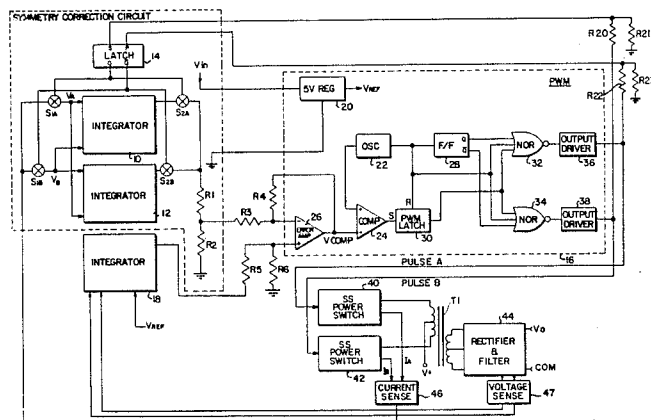 SYMMETRY CORRECTION CIRCUIT
LATCH
Q
14
S1A
VA
S2A
INTEGRATOR
10
S1B
VB
S2B
INTEGRATOR
12
R1
R2
INTEGRATOR
18
VREF
Vin
5V REG
20
VREF
R20
R21
R22
PWM
OSC
22
F/F
28
Q
Q̅
NOR
32
OUTPUT DRIVER
36
R3
R4
26
ERROR AMP
V COMP
COMP
24
S
R
PWM LATCH
30
34
NOR
38
OUTPUT DRIVER
R5
R6
16
PULSE A
PULSE B
40
SS POWER SWITCH
T1
44
RECTIFIER & FILTER
Vo
COM
SS POWER SWITCH
42
IA
IB
V+
CURRENT SENSE
46
VOLTAGE SENSE
47